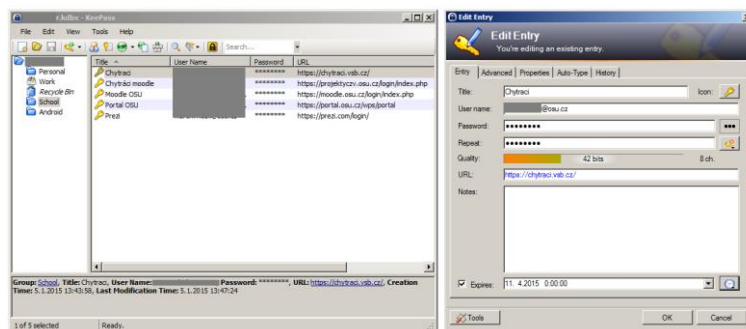 r.kdbx - KeePass
File Edit View Tools Help
Search...
Title User Name Password URL
Personal
Work
Recycle Bin
School
Android
Chytraci ******** https://chytraci.vsb.cz/
Chytráci moodle ******** https://projektyczv.osu.cz/login/index.php
Moodle OSU ******** https://moodle.osu.cz/login/index.php
Portal OSU ******** https://portal.osu.cz/wps/portal
Prezi ******** https://prezi.com/login/
Group: School, Title: Chytraci, User Name: Password: ********, URL: https://chytraci.vsb.cz/, Creation
Time: 5.1.2015 13:43:58, Last Modification Time: 5.1.2015 13:47:24
1 of 5 selected Ready.
Edit Entry
Edit Entry
You're editing an existing entry.
Entry Advanced Properties Auto-Type History
Title: Chytraci Icon:
User name: @osu.cz
Password: ••••••••
Repeat: ••••••••
Quality: 42 bits 8 ch.
URL: https://chytraci.vsb.cz/
Notes:
Expires: 11. 4.2015 0:00:00
Tools OK Cancel